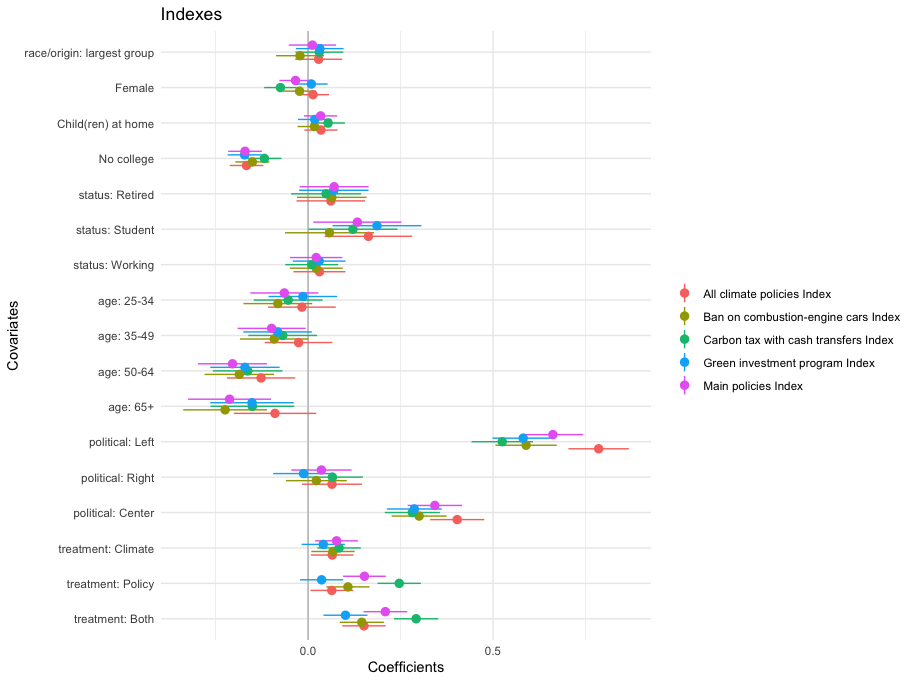 Indexes
Covariates
race/origin: largest group
Female
Child(ren) at home
No college
status: Retired
status: Student
status: Working
age: 25-34
age: 35-49
age: 50-64
age: 65+
political: Left
political: Right
political: Center
treatment: Climate
treatment: Policy
treatment: Both
0.0
0.5
Coefficients
All climate policies Index
Ban on combustion-engine cars Index
Carbon tax with cash transfers Index
Green investment program Index
Main policies Index